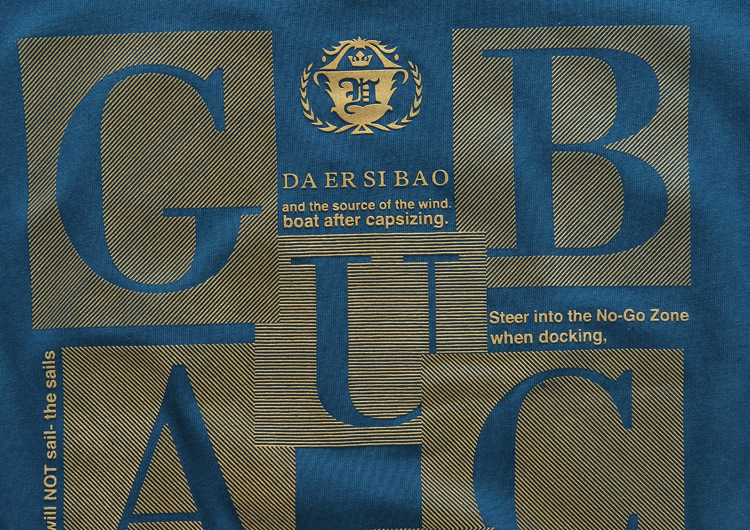 G
B
DA ER SI BAO
and the source of the wind.
boat after capsizing.
U
Steer into the No-Go Zone
when docking,
will NOT sail- the sails
A
C